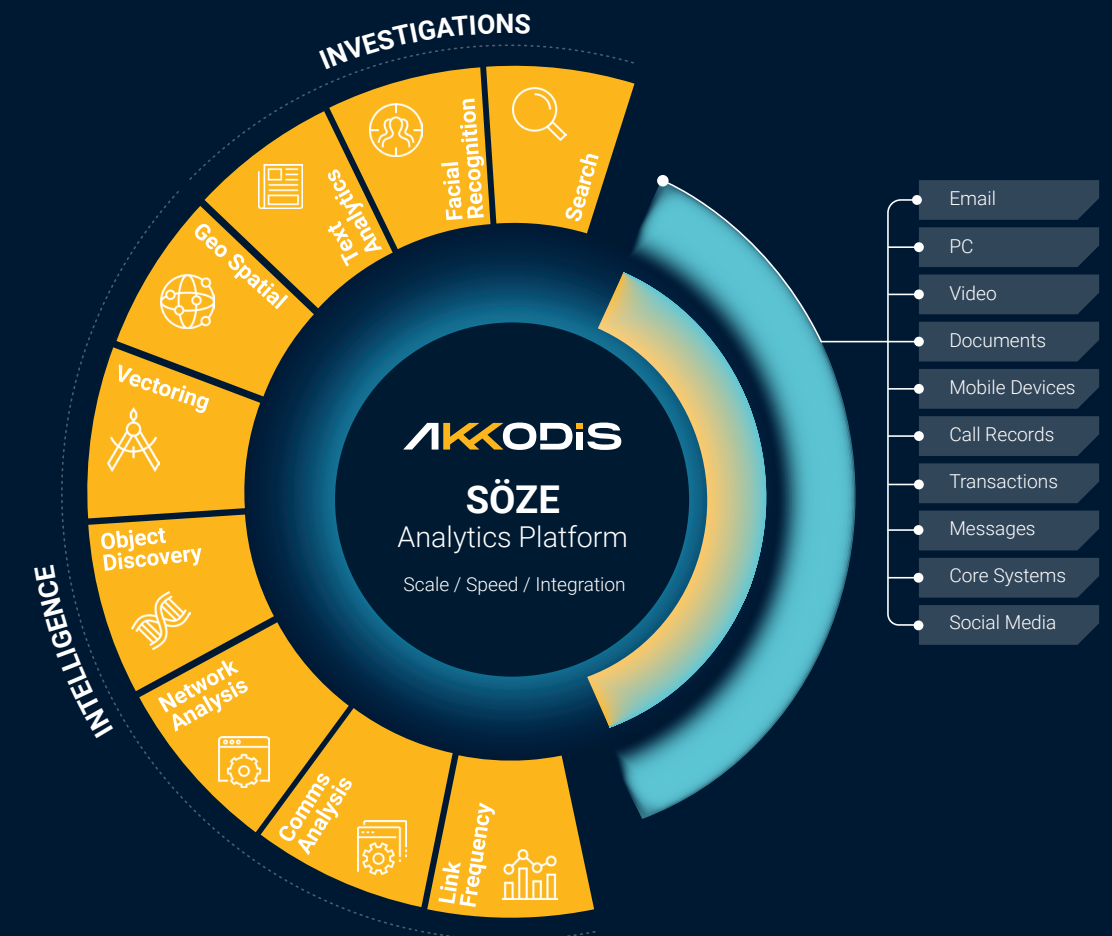 INVESTIGATIONS
Search
Facial
Recognition
Text
Analytics
Geo Spatial
Vectoring
INTELLIGENCE
Object
Discovery
Network
Analysis
Comms
Analysis
Link
Frequency
AKKODiS
SÖZE
Analytics Platform
Scale / Speed / Integration
Email
PC
Video
Documents
Mobile Devices
Call Records
Transactions
Messages
Core Systems
Social Media